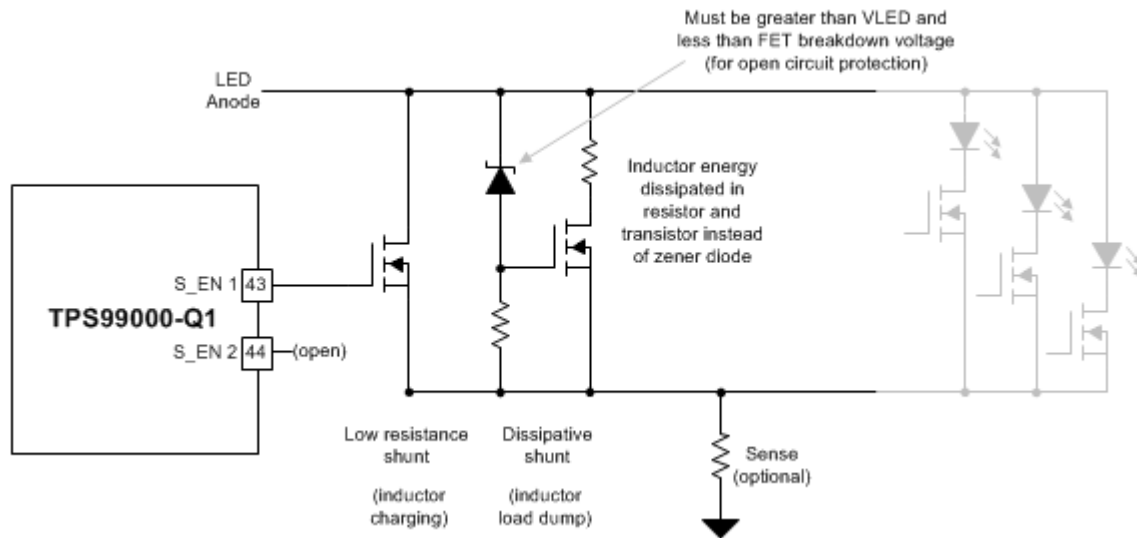 Must be greater than VLED and
less than FET breakdown voltage
(for open circuit protection)
LED
Anode
Inductor energy
dissipated in
resistor and
transistor instead
of zener diode
S_EN 1
43
TPS99000-Q1
S_EN 2
44
(open)
Low resistance
shunt
(inductor
charging)
Dissipative
shunt
(inductor
load dump)
Sense
(optional)